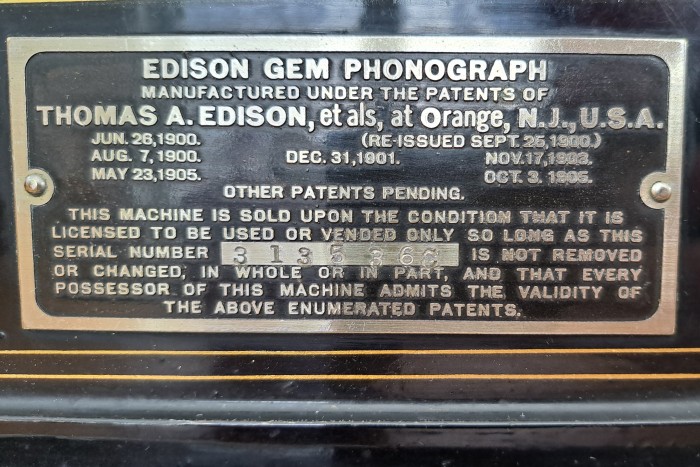 EDISON GEM PHONOGRAPH
MANUFACTURED UNDER THE PATENTS OF
THOMAS A. EDISON, et als, at Orange, N.J., U.S.A.
JUN. 26, 1900. (RE-ISSUED SEPT. 25, 1900.)
AUG. 7, 1900. DEC. 31, 1901. NOV. 17, 1903.
MAY 23, 1905. OCT. 3. 1905.
OTHER PATENTS PENDING.
THIS MACHINE IS SOLD UPON THE CONDITION THAT IT IS
LICENSED TO BE USED OR VENDED ONLY SO LONG AS THIS
SERIAL NUMBER IS NOT REMOVED
OR CHANGED, IN WHOLE OR IN PART, AND THAT EVERY
POSSESSOR OF THIS MACHINE ADMITS THE VALIDITY OF
THE ABOVE ENUMERATED PATENTS.